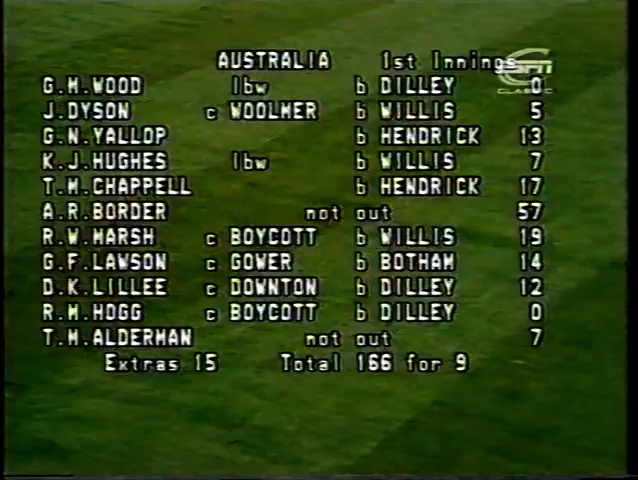 AUSTRALIA 1st Innings
G.M.WOOD lbw b DILLEY 0
J.DYSON c WOOLMER b WILLIS 5
G.N.YALLOP b HENDRICK 13
K.J.HUGHES lbw b WILLIS 7
T.M.CHAPPELL b HENDRICK 17
A.R.BORDER not out 57
R.W.MARSH c BOYCOTT b WILLIS 19
G.F.LAWSON c GOWER b BOTHAM 14
D.K.LILLEE c DOWNTON b DILLEY 12
R.M.HOGG c BOYCOTT b DILLEY 0
T.M.ALDERMAN not out 7
Extras 15 Total 166 for 9
ESPN
CLASSIC